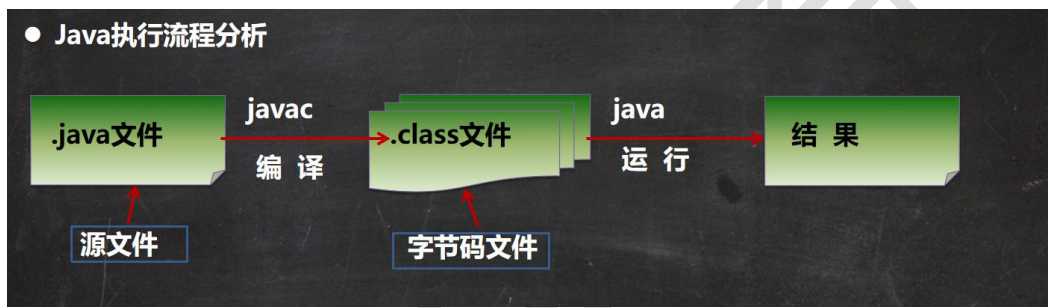 ● Java执行流程分析
javac
java
.java文件
.class文件
结 果
编 译
运 行
源文件
字节码文件